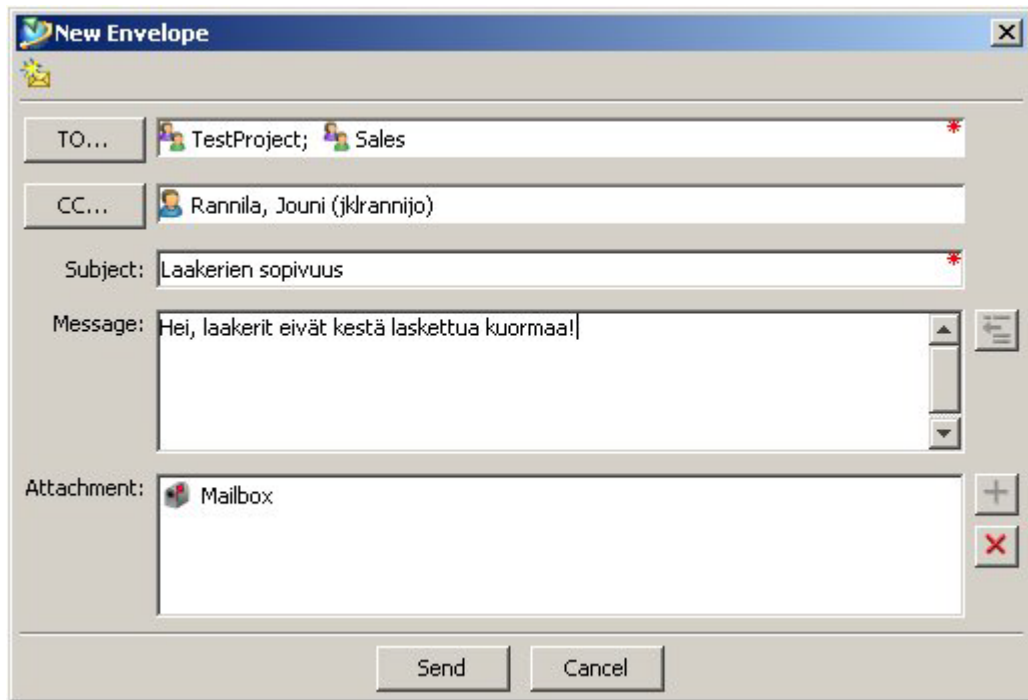 New Envelope
TO... TestProject; Sales *
CC... Rannila, Jouni (jklrannijo)
Subject: Laakerien sopivuus *
Message: Hei, laakerit eivät kestä laskettua kuormaa!
Attachment: Mailbox
Send Cancel